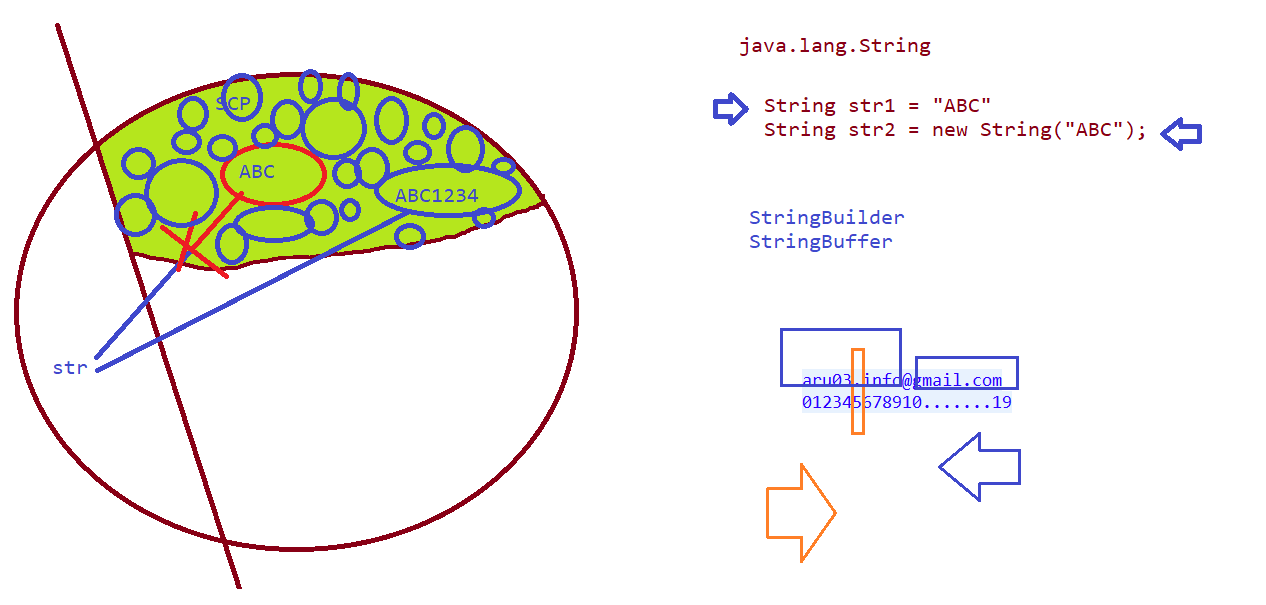 java.lang.String
SCP
String str1 = "ABC"
String str2 = new String("ABC");
ABC
ABC1234
StringBuilder
StringBuffer
str
aru03.info@gmail.com
012345678910.......19